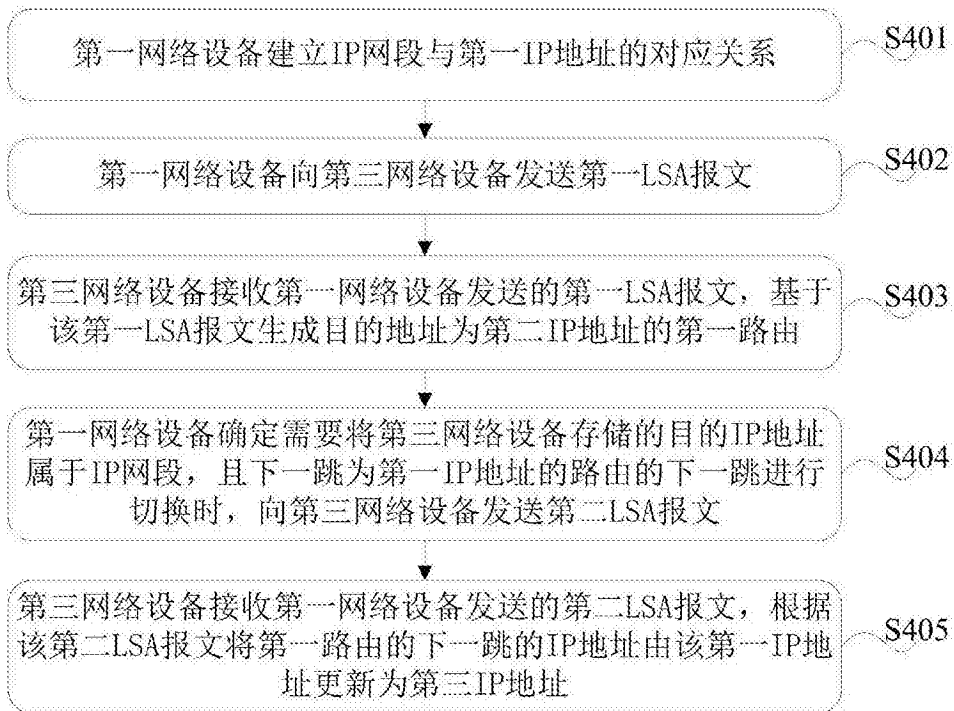 第一网络设备建立IP网段与第一IP地址的对应关系
S401
第一网络设备向第三网络设备发送第一LSA报文
S402
第三网络设备接收第一网络设备发送的第一LSA报文，基于
该第一LSA报文生成目的地址为第二IP地址的第一路由
S403
第一网络设备确定需要将第三网络设备存储的目的IP地址
属于IP网段，且下一跳为第一IP地址的路由的下一跳进行
切换时，向第三网络设备发送第二LSA报文
S404
第三网络设备接收第一网络设备发送的第二LSA报文，根据
该第二LSA报文将第一路由的下一跳的IP地址由该第一IP地
址更新为第三IP地址
S405